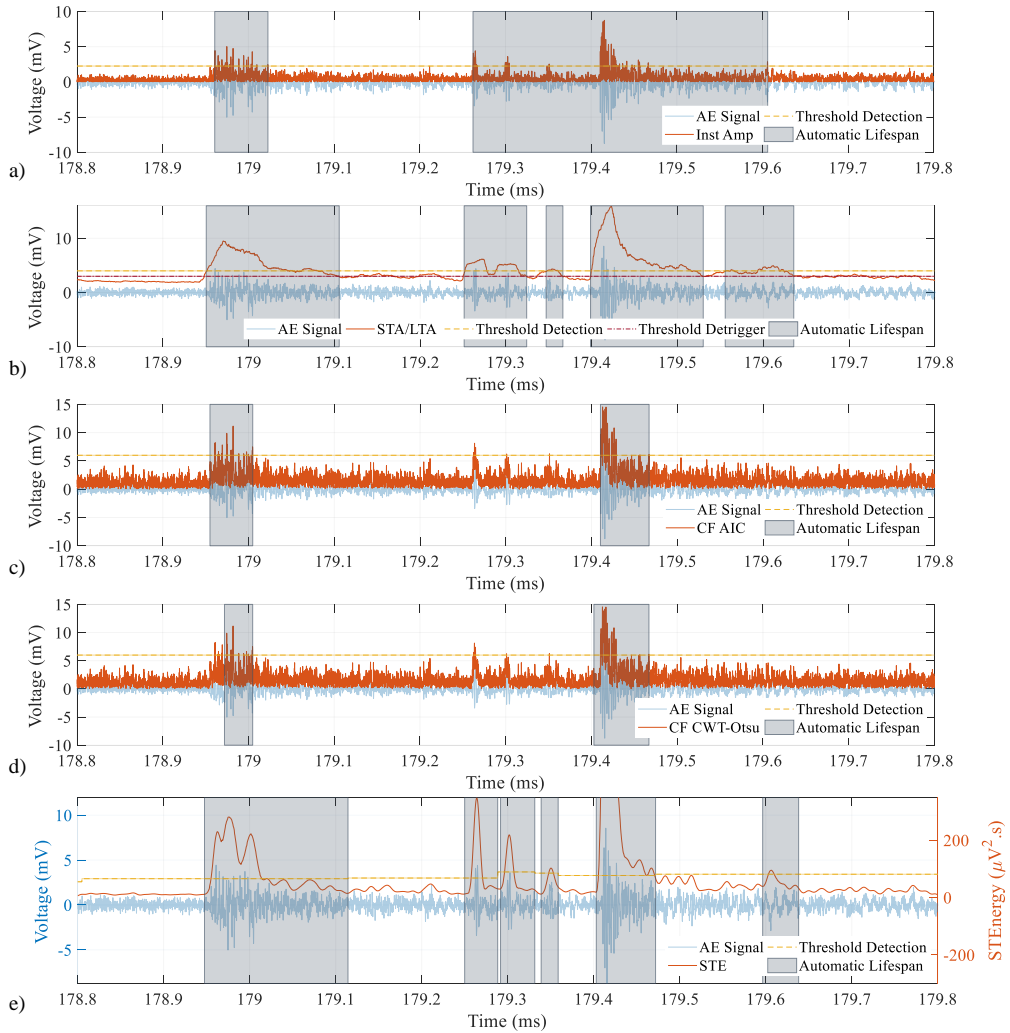 10
5
0
-5
-10
Voltage (mV)
AE Signal Threshold Detection
Inst Amp Automatic Lifespan
178.8 178.9 179 179.1 179.2 179.3 179.4 179.5 179.6 179.7 179.8
a)
Time (ms)
10
0
-10
Voltage (mV)
AE Signal STA/LTA Threshold Detection Threshold Detrigger Automatic Lifespan
178.8 178.9 179 179.1 179.2 179.3 179.4 179.5 179.6 179.7 179.8
b)
Time (ms)
15
10
5
0
-5
-10
Voltage (mV)
AE Signal Threshold Detection
CF AIC Automatic Lifespan
178.8 178.9 179 179.1 179.2 179.3 179.4 179.5 179.6 179.7 179.8
c)
Time (ms)
15
10
5
0
-5
-10
Voltage (mV)
AE Signal Threshold Detection
CF CWT-Otsu Automatic Lifespan
178.8 178.9 179 179.1 179.2 179.3 179.4 179.5 179.6 179.7 179.8
d)
Time (ms)
10
5
0
-5
Voltage (mV)
200
0
-200
STEnergy (μV².s)
AE Signal Threshold Detection
STE Automatic Lifespan
178.8 178.9 179 179.1 179.2 179.3 179.4 179.5 179.6 179.7 179.8
e)
Time (ms)